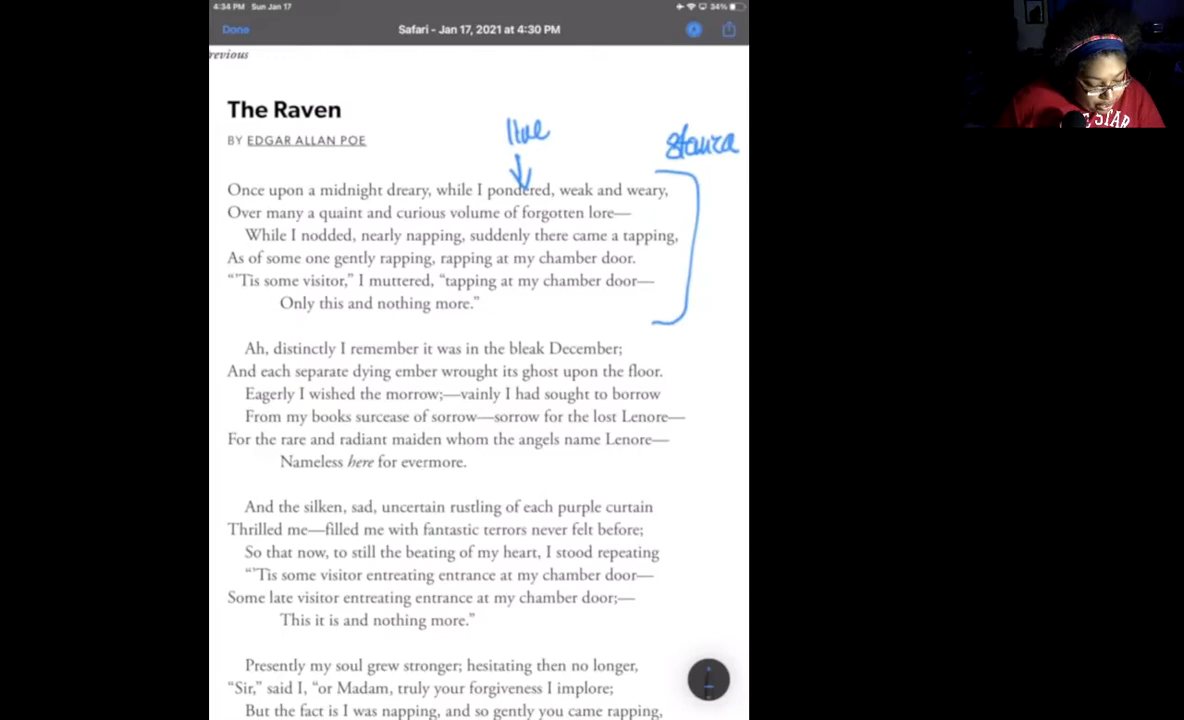 4:34 PM Sun Jan 17
34%
Done
Safari – Jan 17, 2021 at 4:30 PM
revious
The Raven
BY EDGAR ALLAN POE
line
stanza
Once upon a midnight dreary, while I pondered, weak and weary,
Over many a quaint and curious volume of forgotten lore—
While I nodded, nearly napping, suddenly there came a tapping,
As of some one gently rapping, rapping at my chamber door.
“’Tis some visitor,” I muttered, “tapping at my chamber door—
Only this and nothing more.”
Ah, distinctly I remember it was in the bleak December;
And each separate dying ember wrought its ghost upon the floor.
Eagerly I wished the morrow;—vainly I had sought to borrow
From my books surcease of sorrow—sorrow for the lost Lenore—
For the rare and radiant maiden whom the angels name Lenore—
Nameless here for evermore.
And the silken, sad, uncertain rustling of each purple curtain
Thrilled me—filled me with fantastic terrors never felt before;
So that now, to still the beating of my heart, I stood repeating
“’Tis some visitor entreating entrance at my chamber door—
Some late visitor entreating entrance at my chamber door;—
This it is and nothing more.”
Presently my soul grew stronger; hesitating then no longer,
“Sir,” said I, “or Madam, truly your forgiveness I implore;
But the fact is I was napping, and so gently you came rapping,
STAR